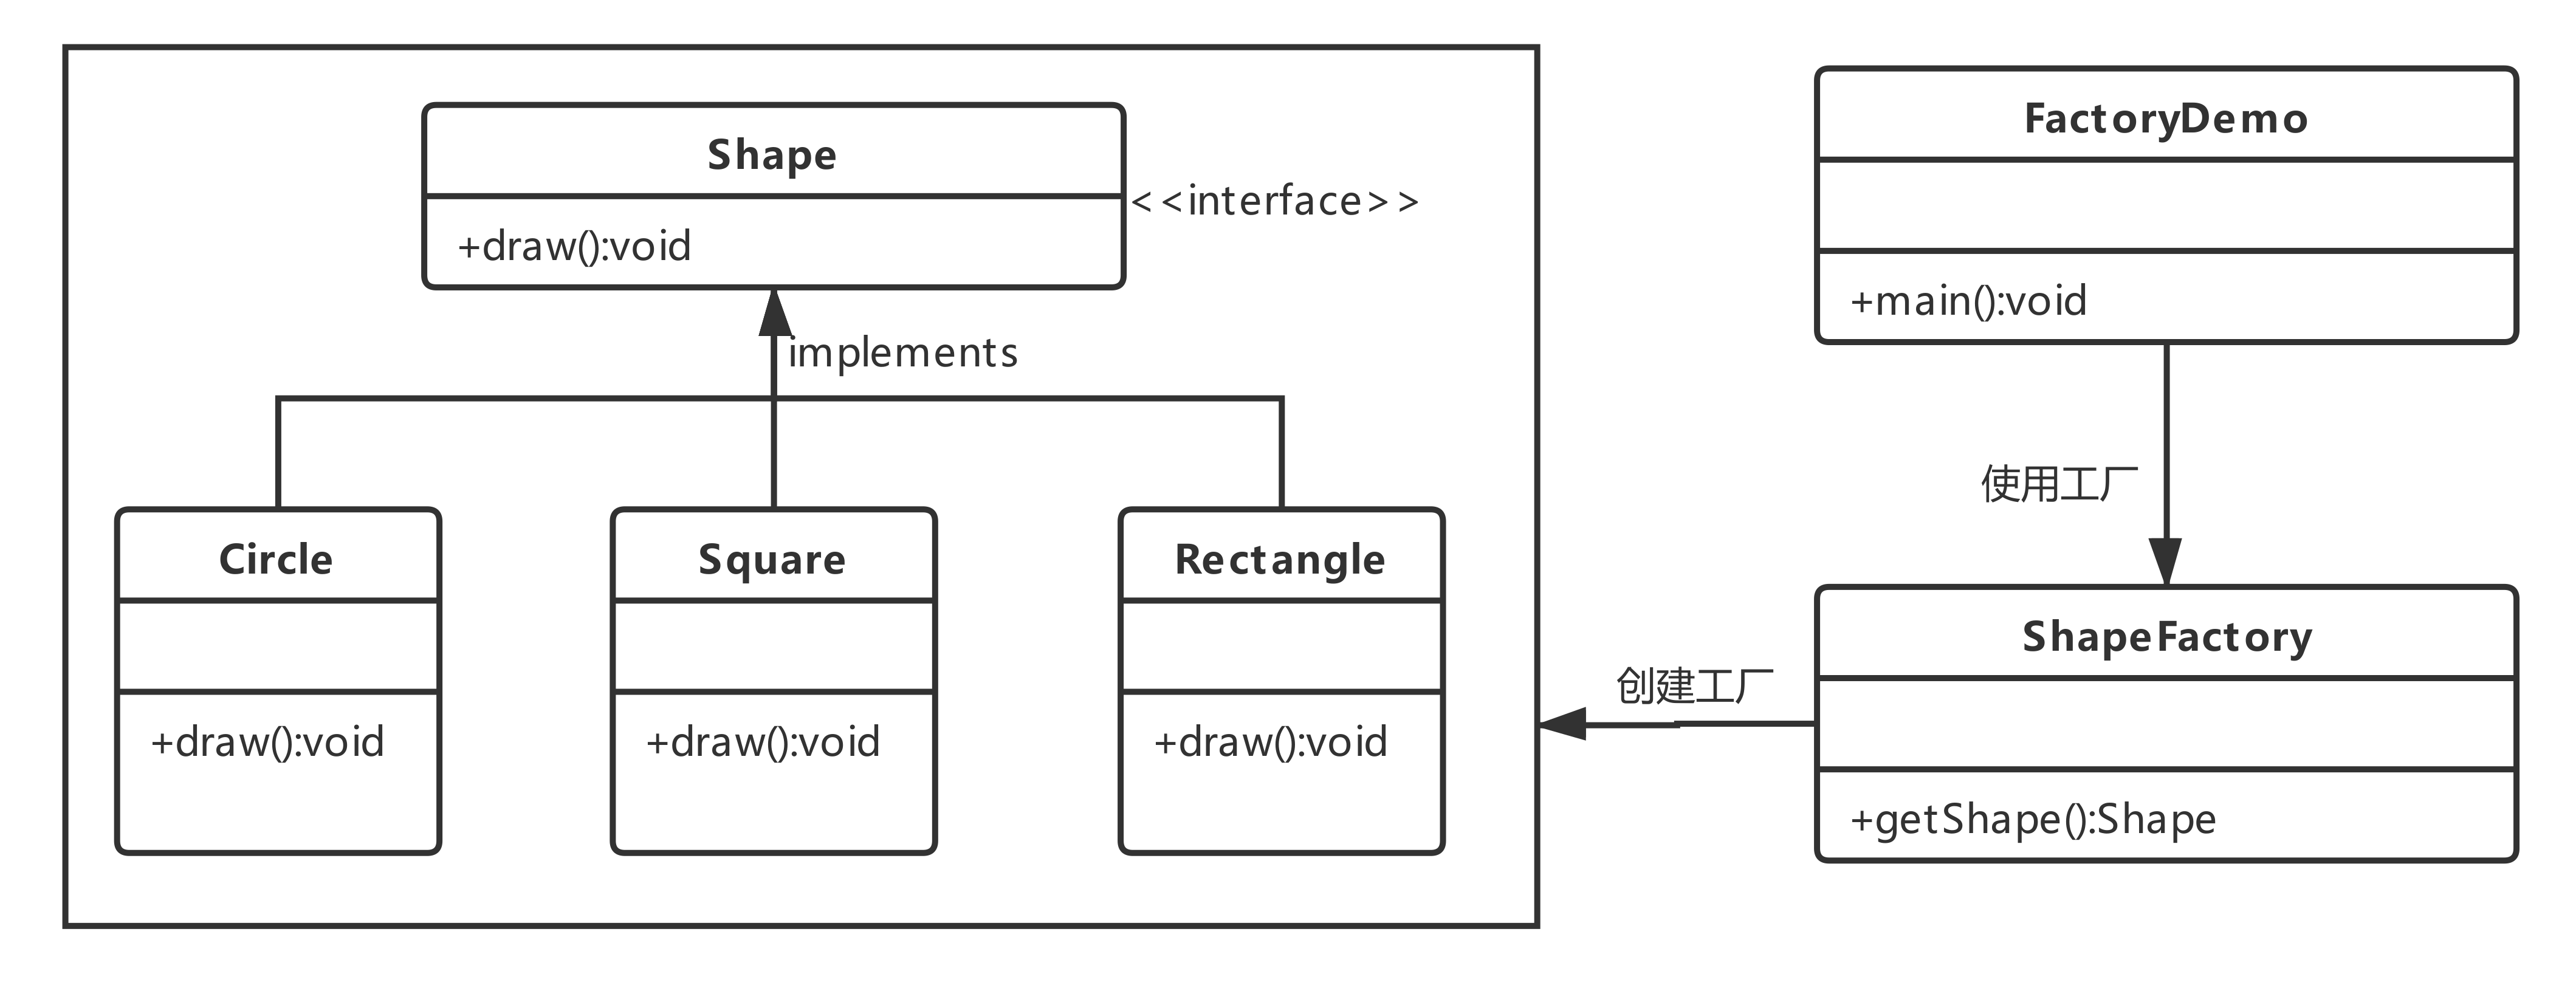 Shape
<<interface>>
+draw():void
implements
Circle
+draw():void
Square
+draw():void
Rectangle
+draw():void
FactoryDemo
+main():void
使用工厂
创建工厂
ShapeFactory
+getShape():Shape